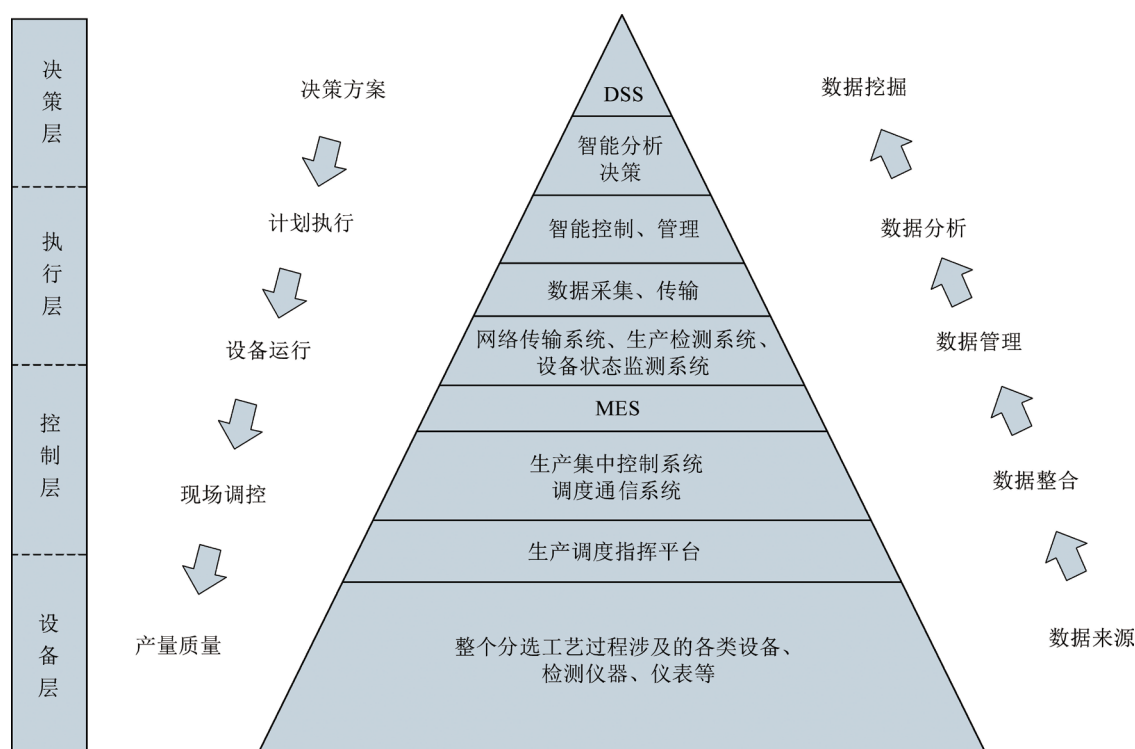 决策层
执行层
控制层
设备层
决策方案
计划执行
设备运行
现场调控
产量质量
DSS
智能分析
决策
智能控制、管理
数据采集、传输
网络传输系统、生产检测系统、
设备状态监测系统
MES
生产集中控制系统
调度通信系统
生产调度指挥平台
整个分选工艺过程涉及的各类设备、
检测仪器、仪表等
数据挖掘
数据分析
数据管理
数据整合
数据来源